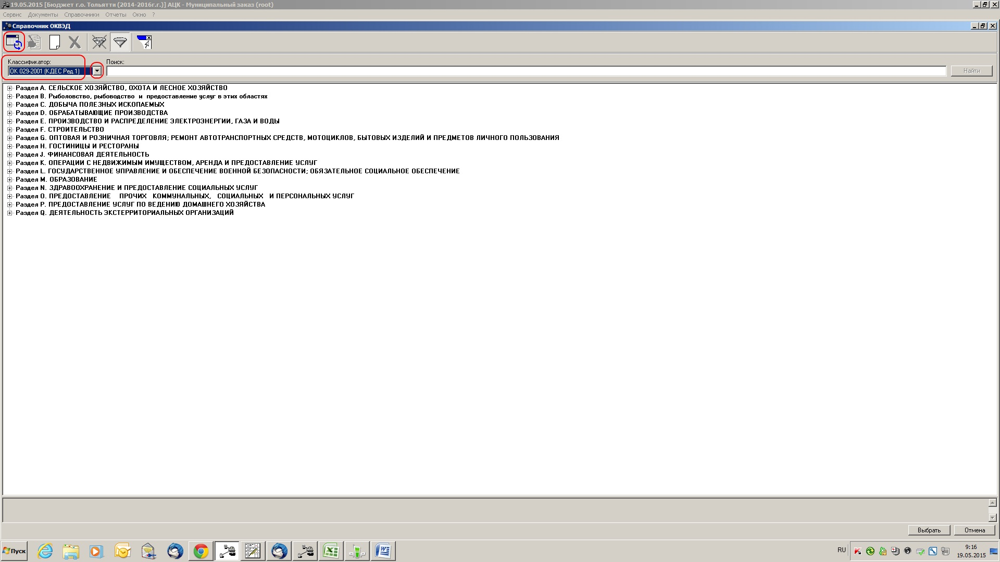 19.05.2015 [Бюджет г.о. Тольятти (2014-2016г.г.)] АЦК - Муниципальный заказ (root)
Сервис Документы Справочники Отчеты Окно ?
Справочник ОКВЭД
Классификатор: Поиск:
ОК 029-2001 (КДЕС Ред.1) Найти
Раздел A. СЕЛЬСКОЕ ХОЗЯЙСТВО, ОХОТА И ЛЕСНОЕ ХОЗЯЙСТВО
Раздел B. Рыболовство, рыбоводство и предоставление услуг в этих областях
Раздел C. ДОБЫЧА ПОЛЕЗНЫХ ИСКОПАЕМЫХ
Раздел D. ОБРАБАТЫВАЮЩИЕ ПРОИЗВОДСТВА
Раздел E. ПРОИЗВОДСТВО И РАСПРЕДЕЛЕНИЕ ЭЛЕКТРОЭНЕРГИИ, ГАЗА И ВОДЫ
Раздел F. СТРОИТЕЛЬСТВО
Раздел G. ОПТОВАЯ И РОЗНИЧНАЯ ТОРГОВЛЯ; РЕМОНТ АВТОТРАНСПОРТНЫХ СРЕДСТВ, МОТОЦИКЛОВ, БЫТОВЫХ ИЗДЕЛИЙ И ПРЕДМЕТОВ ЛИЧНОГО ПОЛЬЗОВАНИЯ
Раздел H. ГОСТИНИЦЫ И РЕСТОРАНЫ
Раздел J. ФИНАНСОВАЯ ДЕЯТЕЛЬНОСТЬ
Раздел K. ОПЕРАЦИИ С НЕДВИЖИМЫМ ИМУЩЕСТВОМ, АРЕНДА И ПРЕДОСТАВЛЕНИЕ УСЛУГ
Раздел L. ГОСУДАРСТВЕННОЕ УПРАВЛЕНИЕ И ОБЕСПЕЧЕНИЕ ВОЕННОЙ БЕЗОПАСНОСТИ; ОБЯЗАТЕЛЬНОЕ СОЦИАЛЬНОЕ ОБЕСПЕЧЕНИЕ
Раздел M. ОБРАЗОВАНИЕ
Раздел N. ЗДРАВООХРАНЕНИЕ И ПРЕДОСТАВЛЕНИЕ СОЦИАЛЬНЫХ УСЛУГ
Раздел O. ПРЕДОСТАВЛЕНИЕ ПРОЧИХ КОММУНАЛЬНЫХ, СОЦИАЛЬНЫХ И ПЕРСОНАЛЬНЫХ УСЛУГ
Раздел P. ПРЕДОСТАВЛЕНИЕ УСЛУГ ПО ВЕДЕНИЮ ДОМАШНЕГО ХОЗЯЙСТВА
Раздел Q. ДЕЯТЕЛЬНОСТЬ ЭКСТЕРРИТОРИАЛЬНЫХ ОРГАНИЗАЦИЙ
Выбрать Отмена
Пуск RU 9:16
19.05.2015